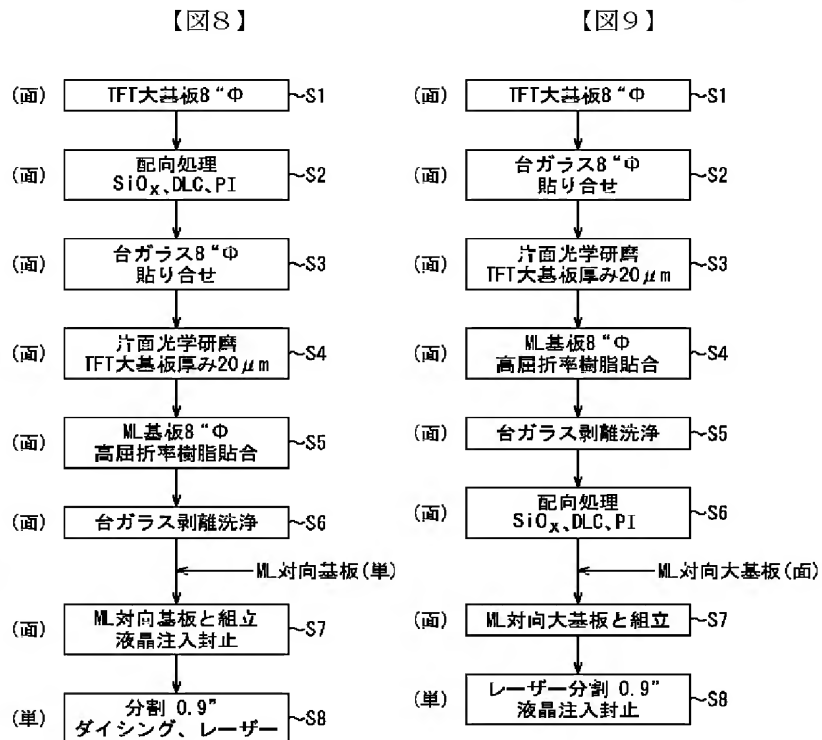 【図8】
(面) TFT大基板8“Φ ~S1
(面) 配向処理
SiOX、DLC、PI ~S2
(面) 台ガラス8“Φ
貼り合せ ~S3
(面) 片面光学研磨
TFT大基板厚み20μm ~S4
(面) ML基板8“Φ
高屈折率樹脂貼合 ~S5
(面) 台ガラス剥離洗浄 ~S6
ML対向基板(単)
(面) ML対向基板と組立
液晶注入封止 ~S7
(単) 分割 0.9”
ダイシング、レーザー ~S8
【図9】
(面) TFT大基板8“Φ ~S1
(面) 台ガラス8“Φ
貼り合せ ~S2
(面) 片面光学研磨
TFT大基板厚み20μm ~S3
(面) ML基板8“Φ
高屈折率樹脂貼合 ~S4
(面) 台ガラス剥離洗浄 ~S5
(面) 配向処理
SiOX、DLC、PI ~S6
ML対向大基板(面)
(面) ML対向大基板と組立 ~S7
(単) レーザー分割 0.9”
液晶注入封止 ~S8